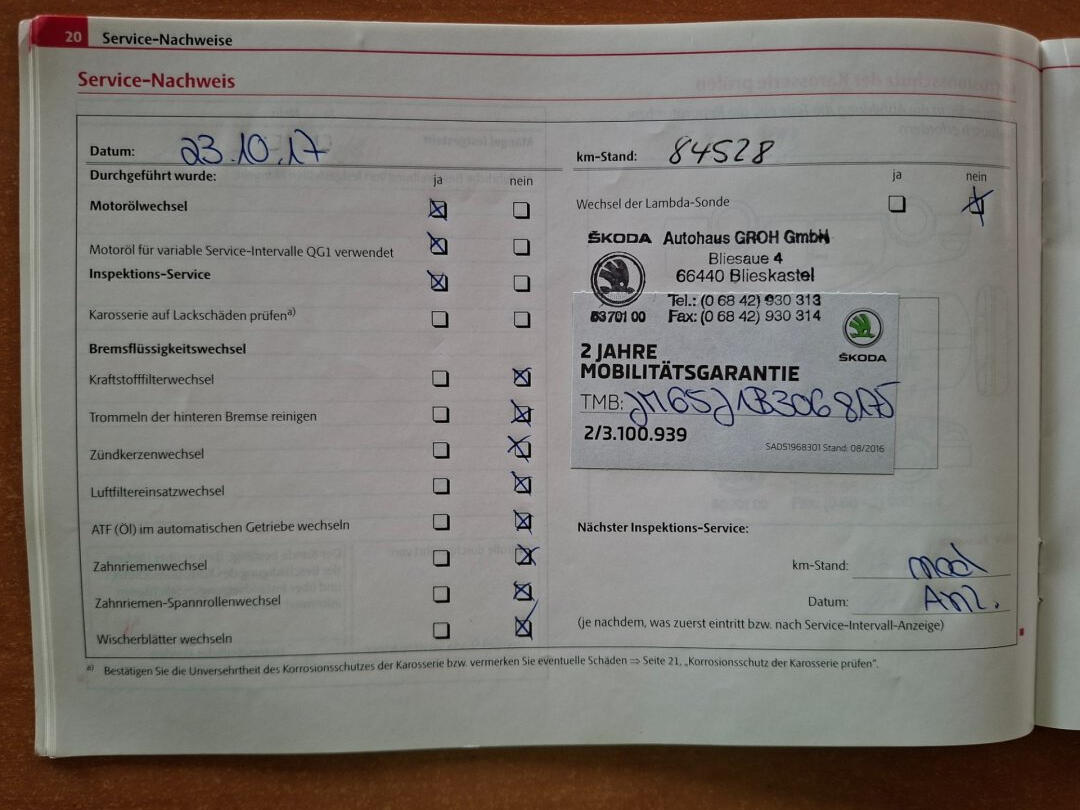 20 Service-Nachweise
Service-Nachweis
Datum: 23.10.17
Durchgeführt wurde: ja nein
Motorölwechsel
Motoröl für variable Service-Intervalle QG1 verwendet
Inspektions-Service
Karosserie auf Lackschäden prüfen a)
Bremsflüssigkeitswechsel
Kraftstofffilterwechsel
Trommeln der hinteren Bremse reinigen
Zündkerzenwechsel
Luftfiltereinsatzwechsel
ATF (Öl) im automatischen Getriebe wechseln
Zahnriemenwechsel
Zahnriemen-Spannrollenwechsel
Wischerblätter wechseln
km-Stand: 84528
ja nein
Wechsel der Lambda-Sonde
ŠKODA Autohaus GROH GmbH
Bliesaue 4
66440 Blieskastel
Tel.: (0 68 42) 930 313
63701 00 Fax: (0 68 42) 930 314
2 JAHRE
MOBILITÄTSGARANTIE
ŠKODA
TMB:
2/3.100.939
SAD51968301 Stand: 08/2016
Nächster Inspektions-Service:
km-Stand: nach
Datum: Anz.
(je nachdem, was zuerst eintritt bzw. nach Service-Intervall-Anzeige)
a) Bestätigen Sie die Unversehrtheit des Korrosionsschutzes der Karosserie bzw. vermerken Sie eventuelle Schäden ⇒ Seite 21, „Korrosionsschutz der Karosserie prüfen“.